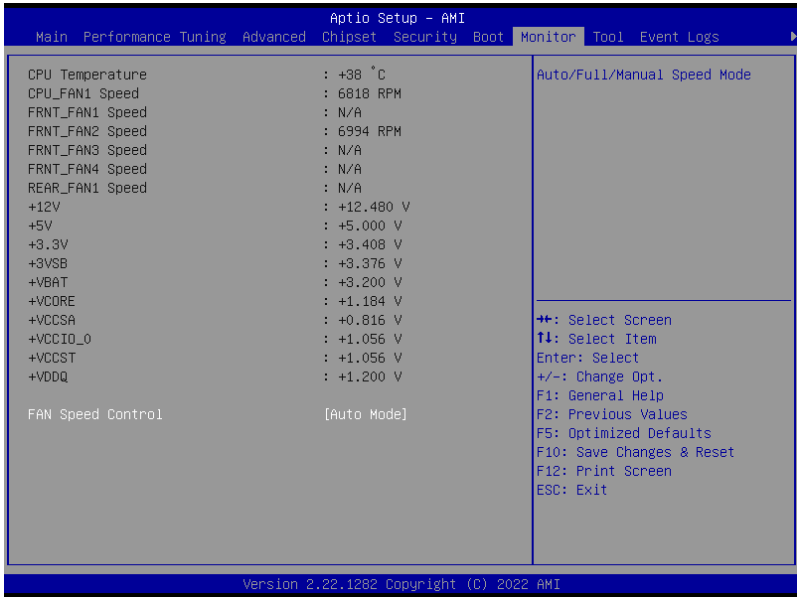 Aptio Setup – AMI
Main Performance Tuning Advanced Chipset Security Boot Monitor Tool Event Logs
CPU Temperature : +38 °C
CPU_FAN1 Speed : 6818 RPM
FRNT_FAN1 Speed : N/A
FRNT_FAN2 Speed : 6994 RPM
FRNT_FAN3 Speed : N/A
FRNT_FAN4 Speed : N/A
REAR_FAN1 Speed : N/A
+12V : +12.480 V
+5V : +5.000 V
+3.3V : +3.408 V
+3VSB : +3.376 V
+VBAT : +3.200 V
+VCORE : +1.184 V
+VCCSA : +0.816 V
+VCCIO_0 : +1.056 V
+VCCST : +1.056 V
+VDDQ : +1.200 V
FAN Speed Control [Auto Mode]
Auto/Full/Manual Speed Mode
→←: Select Screen
↑↓: Select Item
Enter: Select
+/-: Change Opt.
F1: General Help
F2: Previous Values
F5: Optimized Defaults
F10: Save Changes & Reset
F12: Print Screen
ESC: Exit
Version 2.22.1282 Copyright (C) 2022 AMI